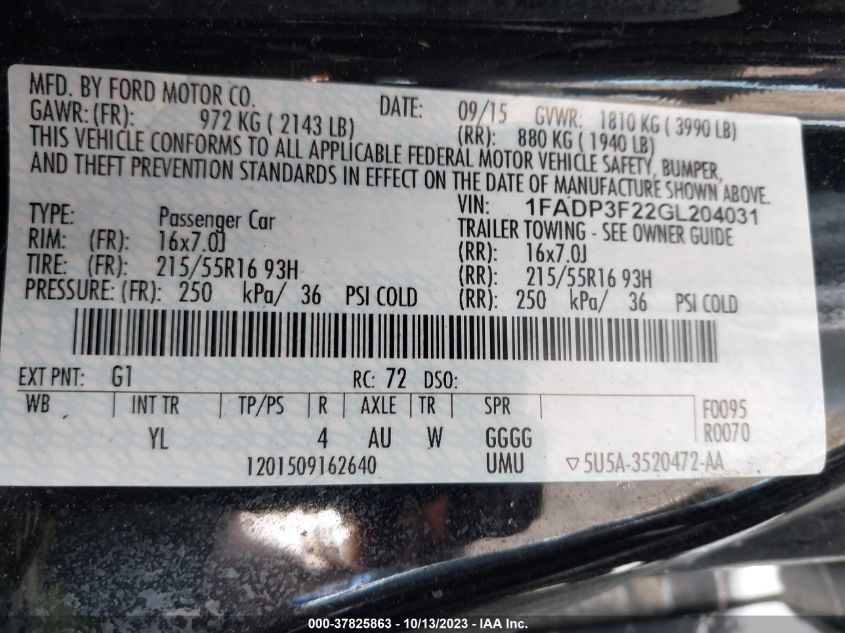 MFD. BY FORD MOTOR CO. DATE: 09/15 GVWR: 1810 KG ( 3990 LB)
GAWR: (FR): 972 KG ( 2143 LB) (RR): 880 KG ( 1940 LB)
THIS VEHICLE CONFORMS TO ALL APPLICABLE FEDERAL MOTOR VEHICLE SAFETY, BUMPER,
AND THEFT PREVENTION STANDARDS IN EFFECT ON THE DATE OF MANUFACTURE SHOWN ABOVE.
VIN: 1FADP3F22GL204031
TYPE: Passenger Car TRAILER TOWING - SEE OWNER GUIDE
RIM: (FR): 16x7.0J (RR): 16x7.0J
TIRE: (FR): 215/55R16 93H (RR): 215/55R16 93H
PRESSURE: (FR): 250 kPa/ 36 PSI COLD (RR): 250 kPa/ 36 PSI COLD
EXT PNT: G1 RC: 72 DSO:
WB INT TR TP/PS R AXLE TR SPR F0095
YL 4 AU W GGGG R0070
1201509162640 UMU ▽5U5A-3520472-AA
000-37825863 - 10/13/2023 - IAA Inc.